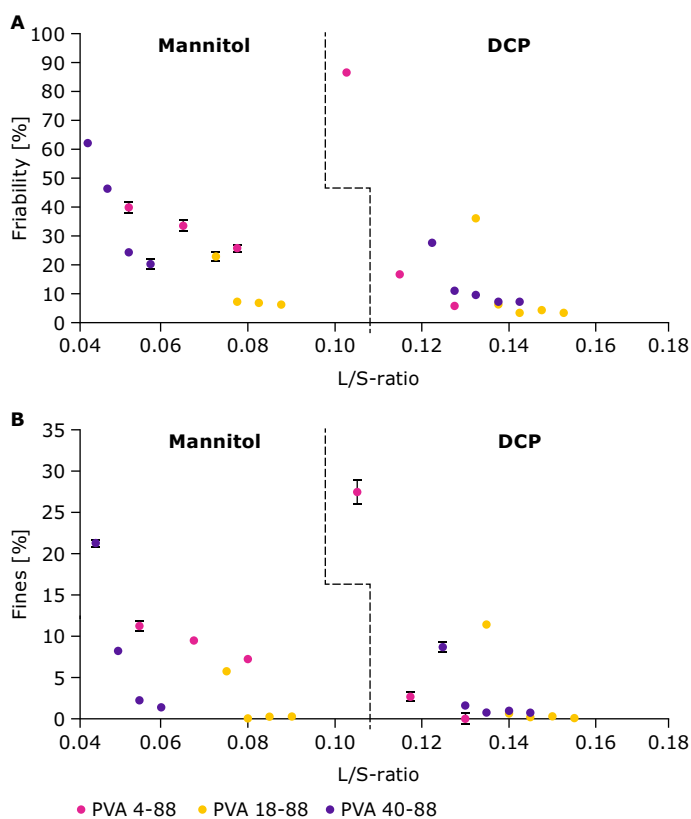 A
Mannitol DCP
Friability [%]
100
90
80
70
60
50
40
30
20
10
0
0.04 0.06 0.08 0.10 0.12 0.14 0.16 0.18
L/S-ratio
B
Mannitol DCP
Fines [%]
35
30
25
20
15
10
5
0
0.04 0.06 0.08 0.10 0.12 0.14 0.16 0.18
L/S-ratio
PVA 4-88 PVA 18-88 PVA 40-88